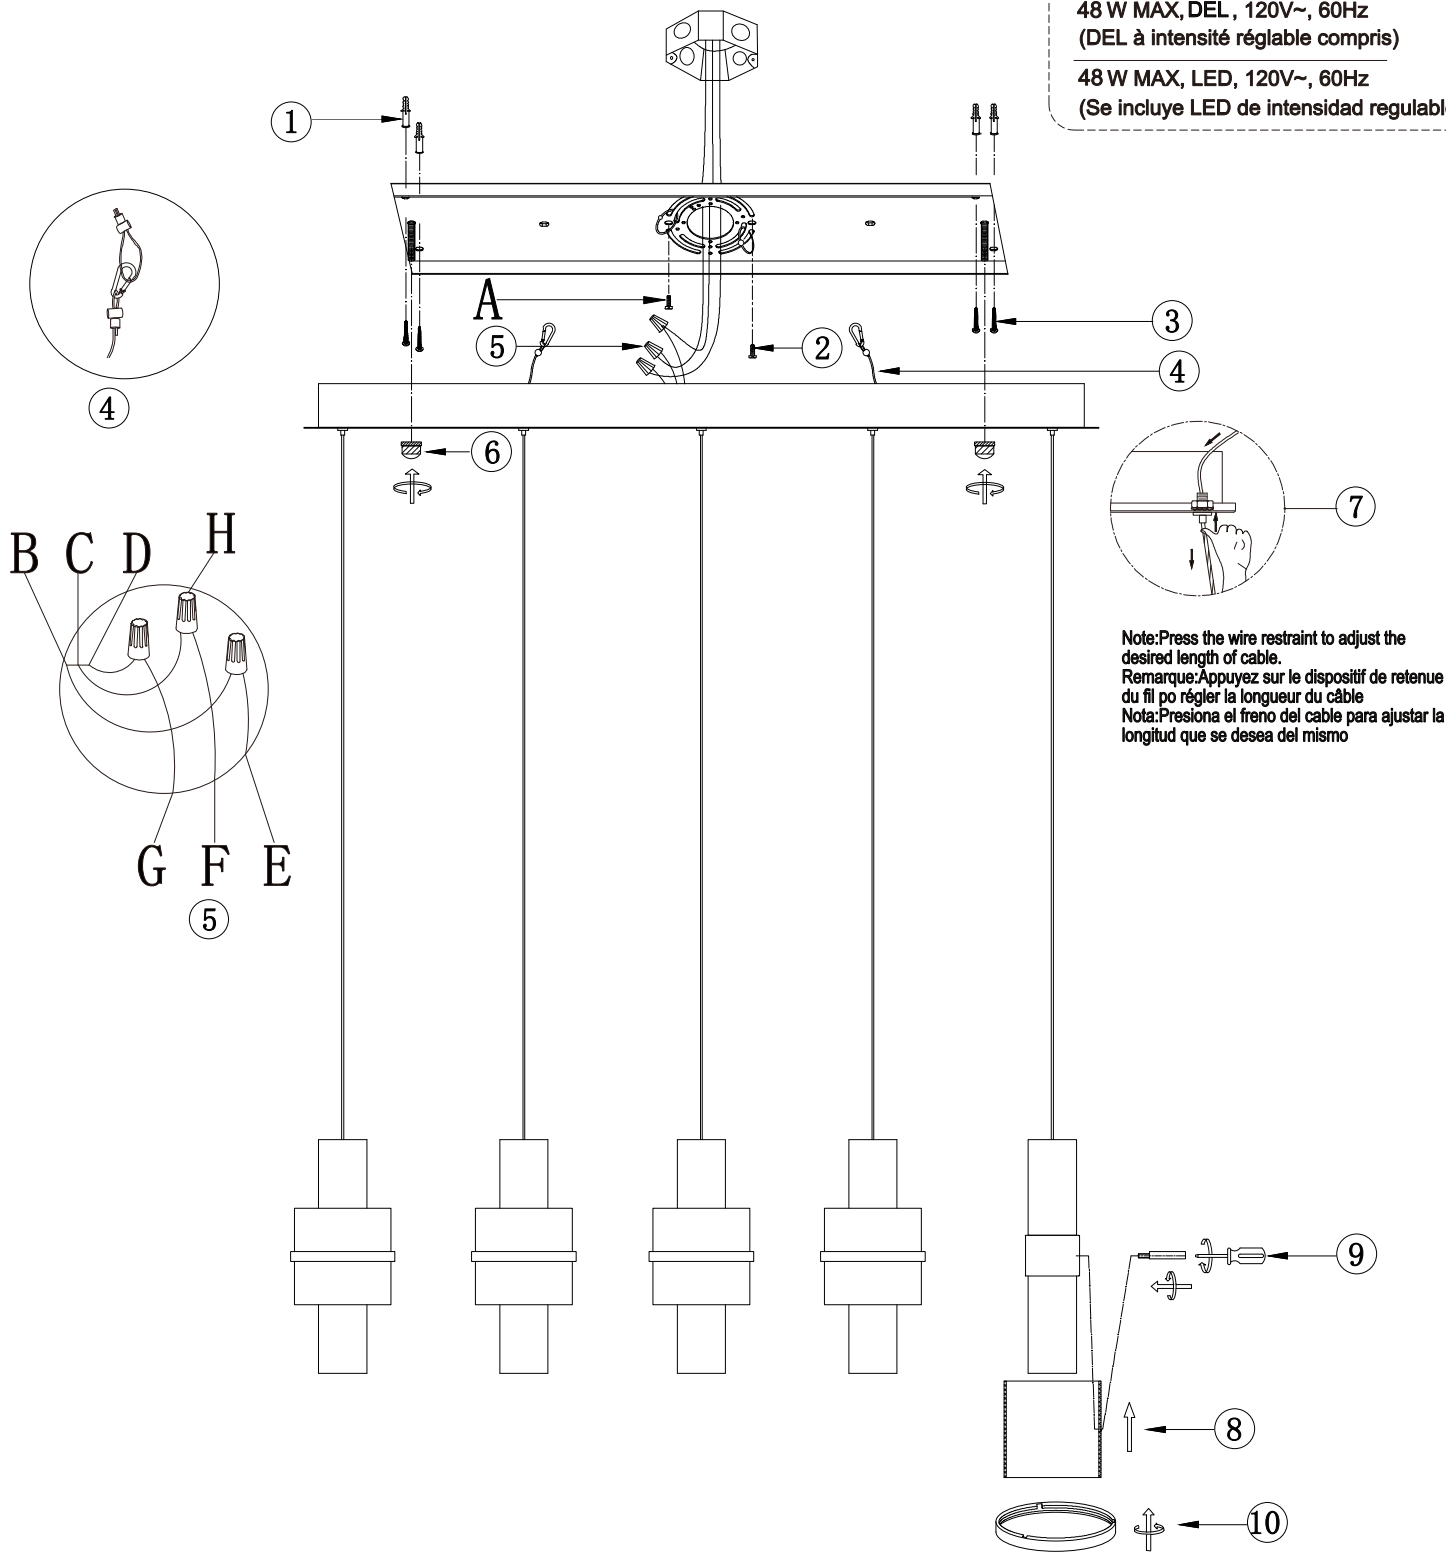 48 W MAX, DEL, 120V~, 60Hz
(DEL à intensité réglable compris)
48 W MAX, LED, 120V~, 60Hz
(Se incluye LED de intensidad regulabl
1
A
5
2
3
4
4
6
7
B C D H
Note:Press the wire restraint to adjust the
desired length of cable.
Remarque:Appuyez sur le dispositif de retenue
du fil po régler la longueur du câble
Nota:Presiona el freno del cable para ajustar la
longitud que se desea del mismo
G F E
5
9
8
10